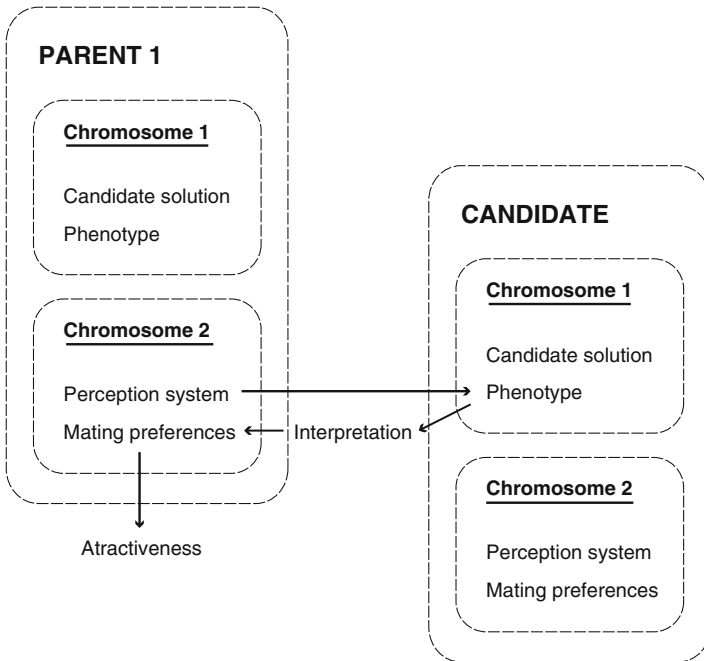 PARENT 1
Chromosome 1
Candidate solution
Phenotype
Chromosome 2
Perception system
Mating preferences
Interpretation
Atractiveness
CANDIDATE
Chromosome 1
Candidate solution
Phenotype
Chromosome 2
Perception system
Mating preferences